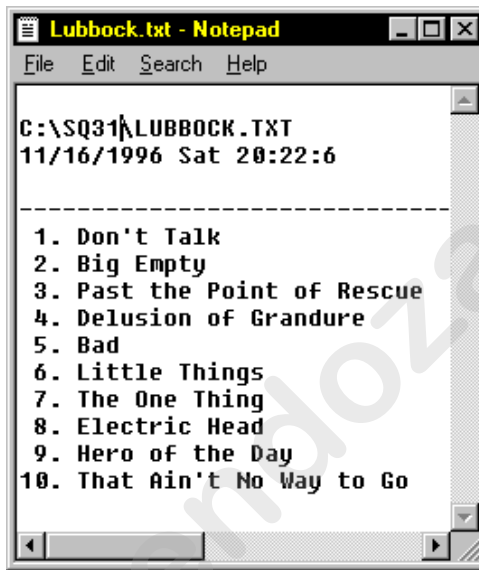 Lubbock.txt - Notepad
File Edit Search Help
C:\SQ31\LUBBOCK.TXT
11/16/1996 Sat 20:22:6
------------------------------
1. Don't Talk
2. Big Empty
3. Past the Point of Rescue
4. Delusion of Grandure
5. Bad
6. Little Things
7. The One Thing
8. Electric Head
9. Hero of the Day
10. That Ain't No Way to Go